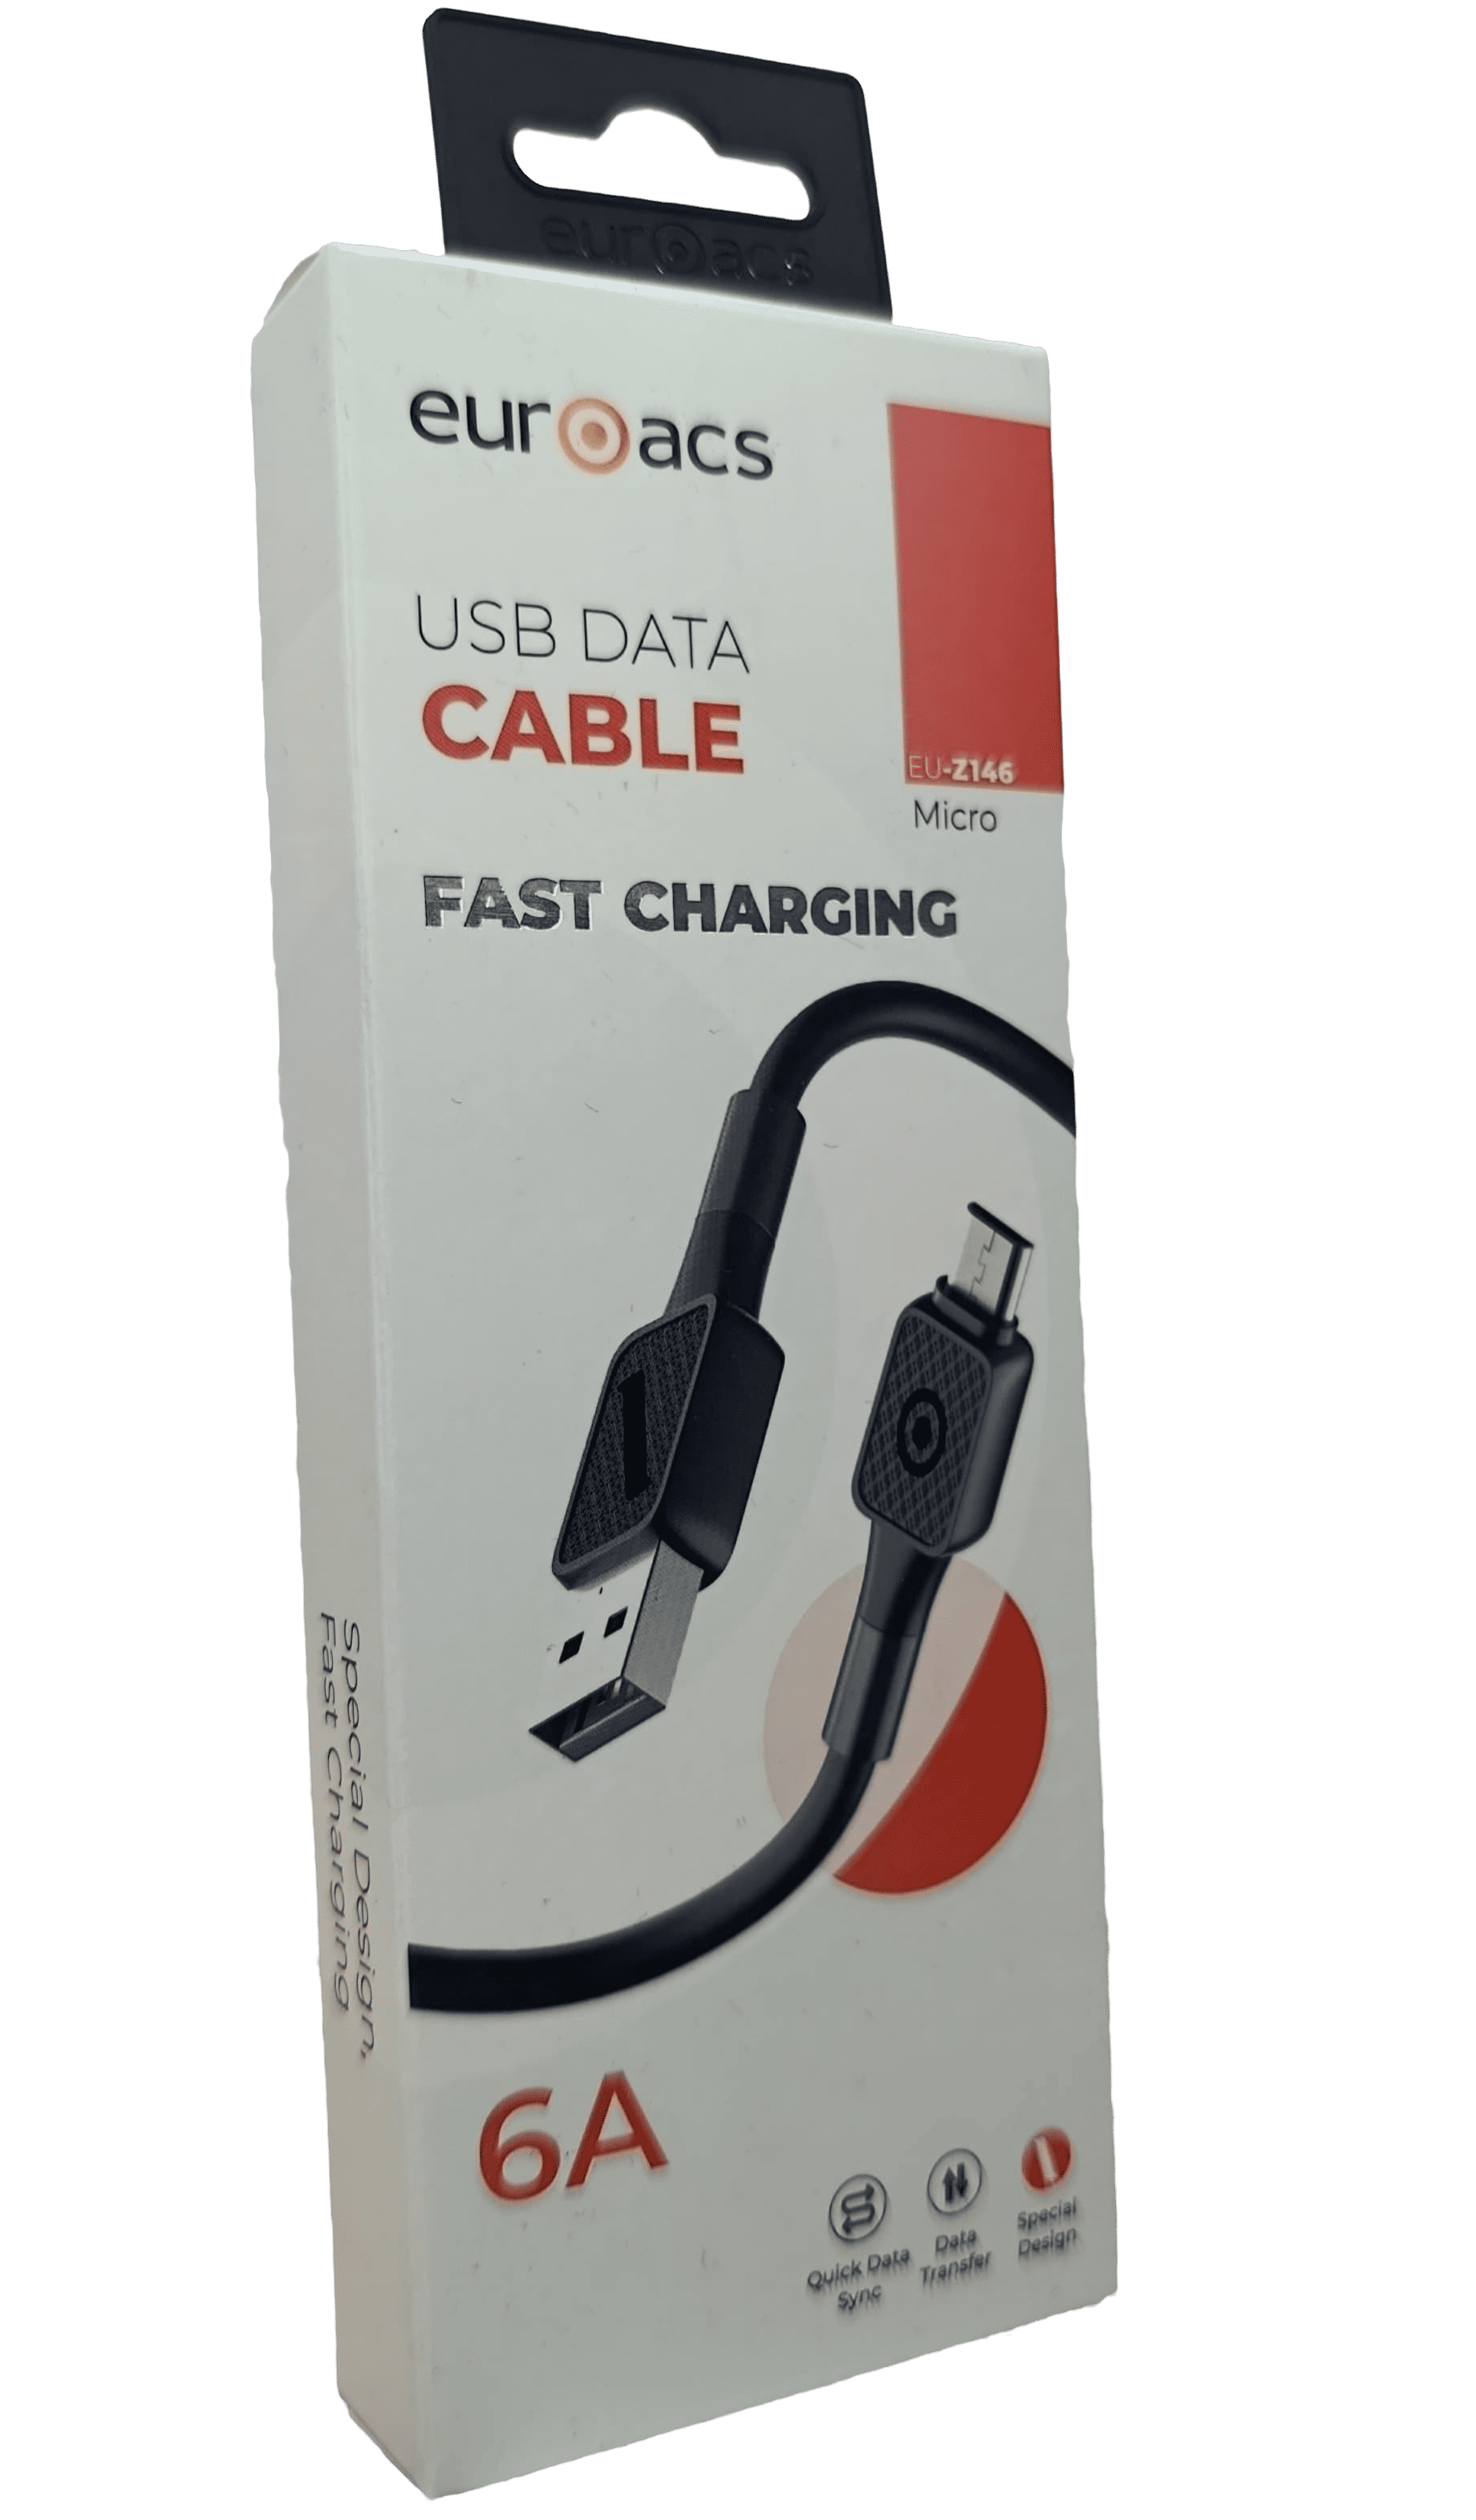 euroacs
euroacs
USB DATA
CABLE
EU-Z146
Micro
FAST CHARGING
6A
Quick Data
Sync
Data
Transfer
Special
Design
Special Design,
Fast Charging